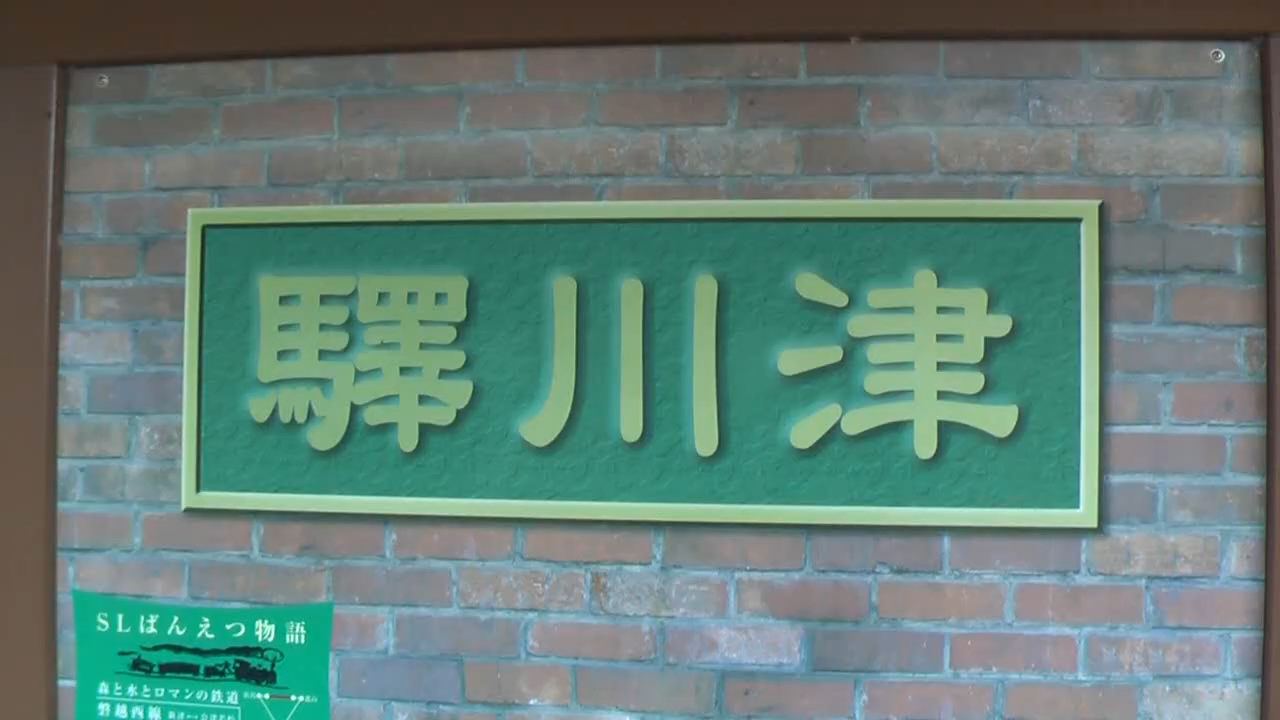 驛川津
SLばんえつ物語
森と水とロマンの鉄道
磐越西線